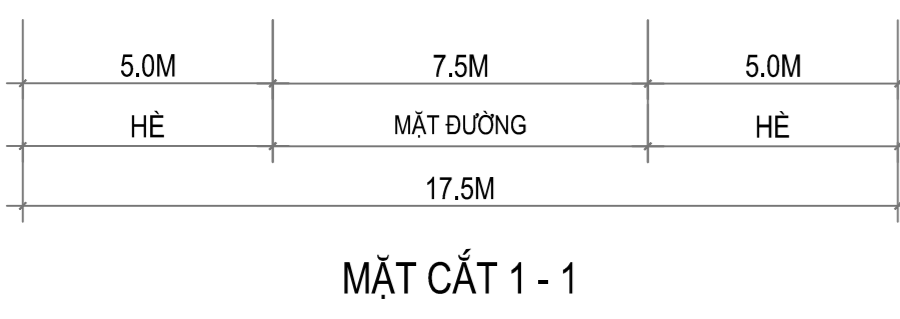 5.0M 7.5M 5.0M
HÈ MẶT ĐƯỜNG HÈ
17.5M
MẶT CẮT 1 - 1